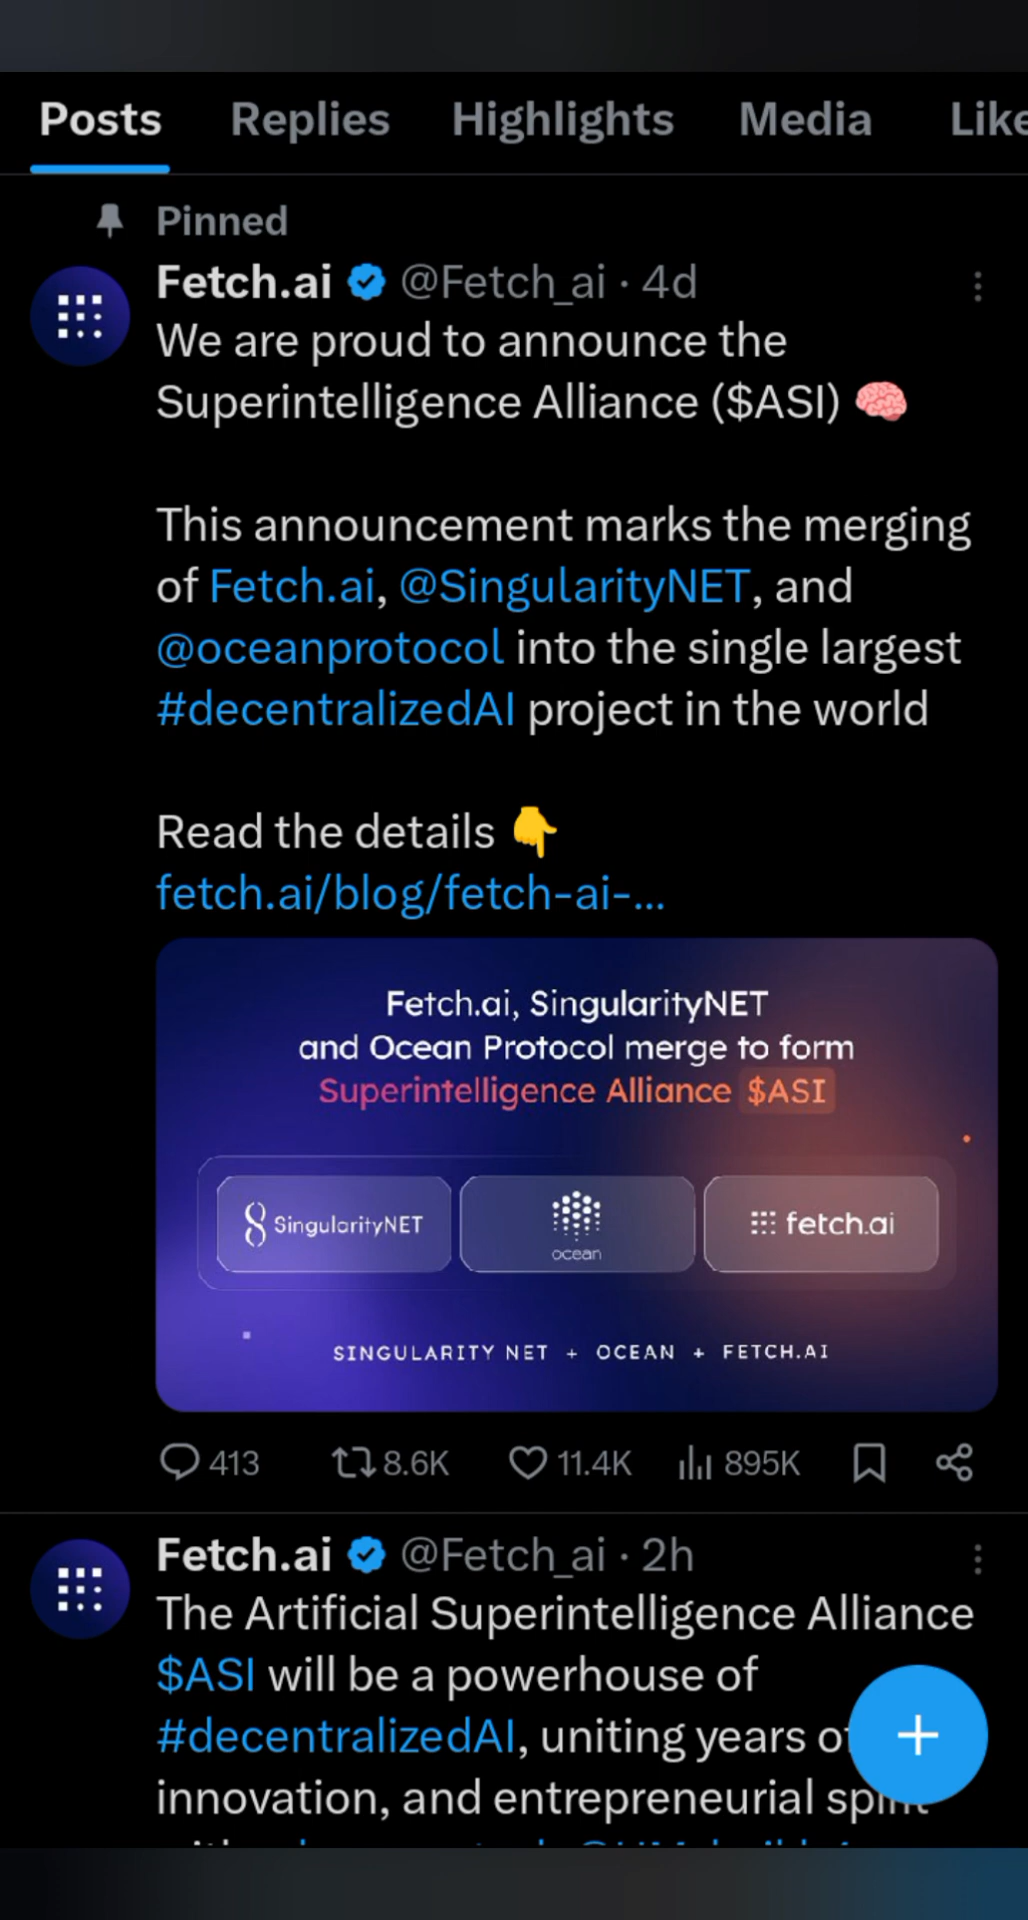 Posts Replies Highlights Media Like
Pinned
Fetch.ai @Fetch_ai · 4d
We are proud to announce the
Superintelligence Alliance ($ASI) 🧠
This announcement marks the merging
of Fetch.ai, @SingularityNET, and
@oceanprotocol into the single largest
#decentralizedAI project in the world
Read the details 👇
fetch.ai/blog/fetch-ai-...
Fetch.ai, SingularityNET
and Ocean Protocol merge to form
Superintelligence Alliance $ASI
SingularityNET ocean fetch.ai
SINGULARITY NET + OCEAN + FETCH.AI
413 8.6K 11.4K 895K
Fetch.ai @Fetch_ai · 2h
The Artificial Superintelligence Alliance
$ASI will be a powerhouse of
#decentralizedAI, uniting years of
innovation, and entrepreneurial spirit